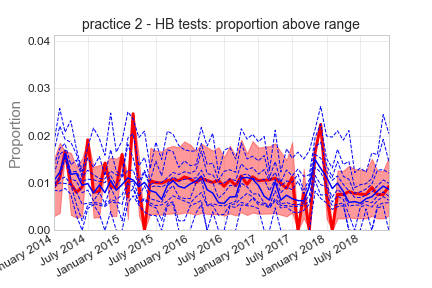 practice 2 - HB tests: proportion above range
0.04
0.03
0.02
0.01
0.00
Proportion
nuary 2014
July 2014
January 2015
July 2015
January 2016
July 2016
January 2017
July 2017
January 2018
July 2018